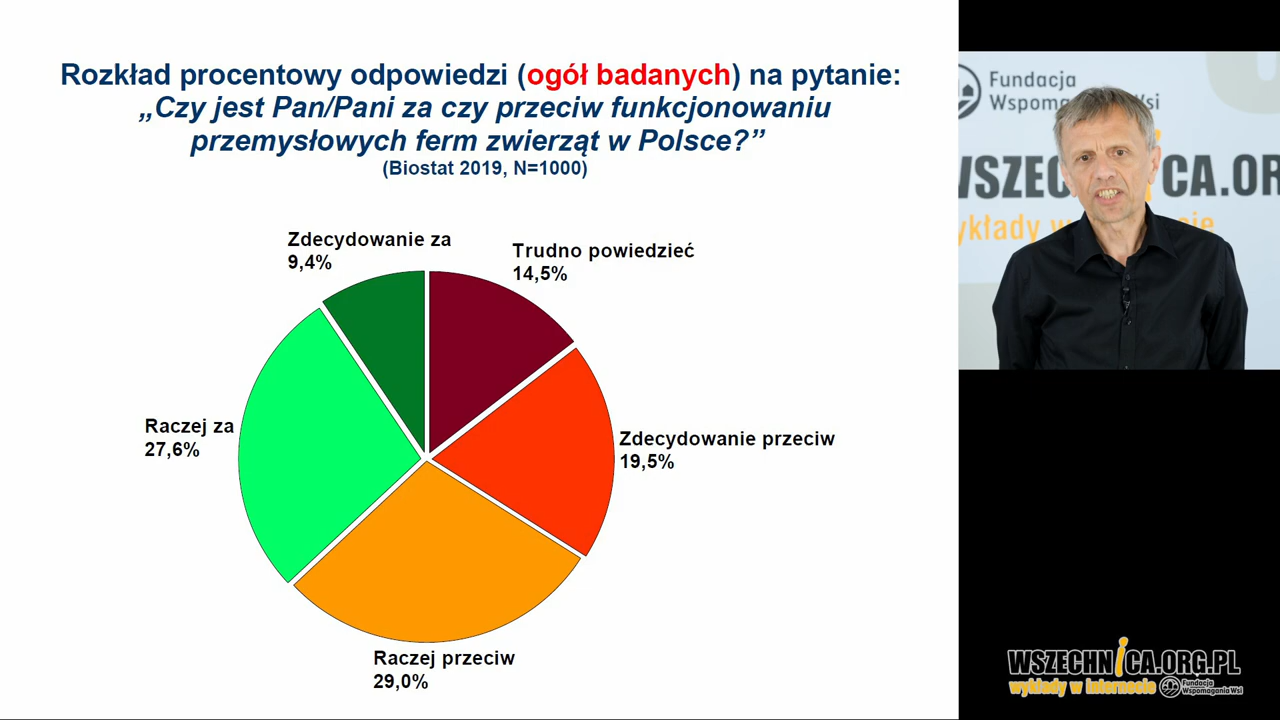 Rozkład procentowy odpowiedzi (ogół badanych) na pytanie:
„Czy jest Pan/Pani za czy przeciw funkcjonowaniu
przemysłowych ferm zwierząt w Polsce?”
(Biostat 2019, N=1000)
Zdecydowanie za
9,4%
Trudno powiedzieć
14,5%
Raczej za
27,6%
Zdecydowanie przeciw
19,5%
Raczej przeciw
29,0%
Fundacja
WSZECHNICA.ORG.PL
wykłady w internecie
Fundacja
Wspomagania Wsi